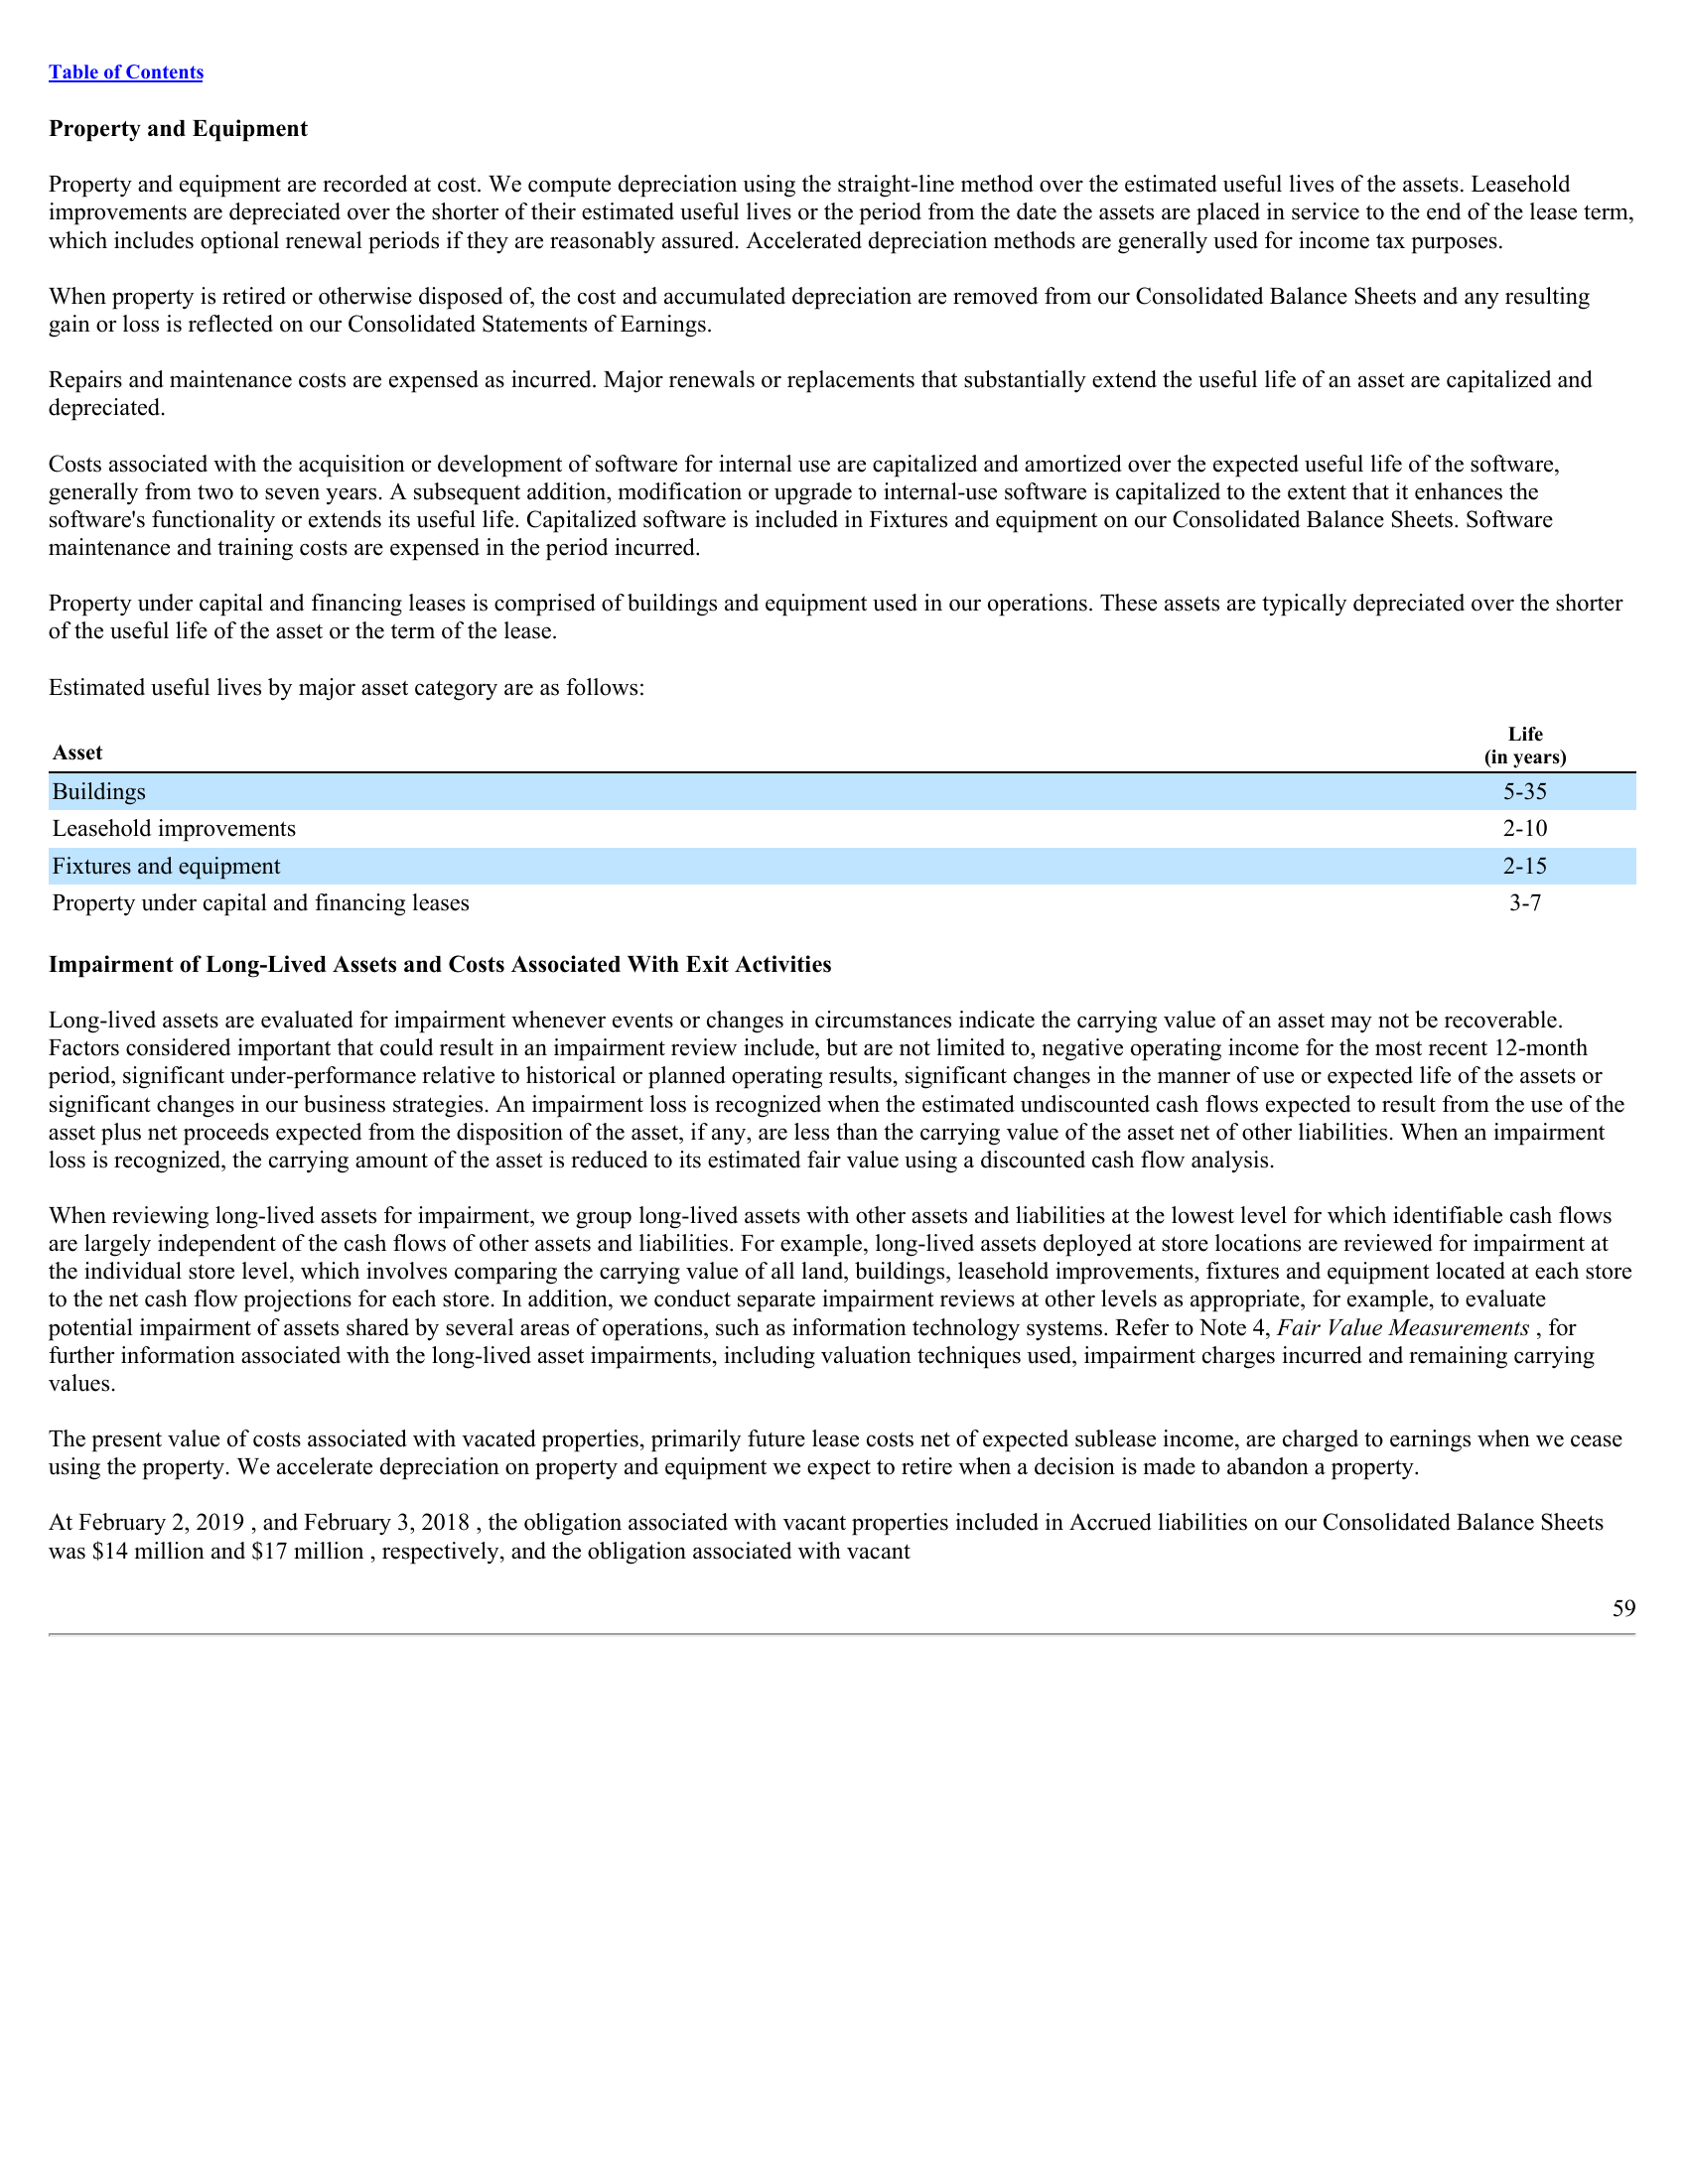 Table of Contents
Property and Equipment
Property and equipment are recorded at cost. We compute depreciation using the straight-line method over the estimated useful lives of the assets. Leasehold
improvements are depreciated over the shorter of their estimated useful lives or the period from the date the assets are placed in service to the end of the lease term,
which includes optional renewal periods if they are reasonably assured. Accelerated depreciation methods are generally used for income tax purposes.
When property is retired or otherwise disposed of, the cost and accumulated depreciation are removed from our Consolidated Balance Sheets and any resulting
gain or loss is reflected on our Consolidated Statements of Earnings.
Repairs and maintenance costs are expensed as incurred. Major renewals or replacements that substantially extend the useful life of an asset are capitalized and
depreciated.
Costs associated with the acquisition or development of software for internal use are capitalized and amortized over the expected useful life of the software,
generally from two to seven years. A subsequent addition, modification or upgrade to internal-use software is capitalized to the extent that it enhances the
software's functionality or extends its useful life. Capitalized software is included in Fixtures and equipment on our Consolidated Balance Sheets. Software
maintenance and training costs are expensed in the period incurred.
Property under capital and financing leases is comprised of buildings and equipment used in our operations. These assets are typically depreciated over the shorter
of the useful life of the asset or the term of the lease.
Estimated useful lives by major asset category are as follows:
Life
Asset (in years)
Buildings 5-35
Leasehold improvements 2-10
Fixtures and equipment 2-15
Property under capital and financing leases 3-7
Impairment of Long-Lived Assets and Costs Associated With Exit Activities
Long-lived assets are evaluated for impairment whenever events or changes in circumstances indicate the carrying value of an asset may not be recoverable.
Factors considered important that could result in an impairment review include, but are not limited to, negative operating income for the most recent 12-month
period, significant under-performance relative to historical or planned operating results, significant changes in the manner of use or expected life of the assets or
significant changes in our business strategies. An impairment loss is recognized when the estimated undiscounted cash flows expected to result from the use of the
asset plus net proceeds expected from the disposition of the asset, if any, are less than the carrying value of the asset net of other liabilities. When an impairment
loss is recognized, the carrying amount of the asset is reduced to its estimated fair value using a discounted cash flow analysis.
When reviewing long-lived assets for impairment, we group long-lived assets with other assets and liabilities at the lowest level for which identifiable cash flows
are largely independent of the cash flows of other assets and liabilities. For example, long-lived assets deployed at store locations are reviewed for impairment at
the individual store level, which involves comparing the carrying value of all land, buildings, leasehold improvements, fixtures and equipment located at each store
to the net cash flow projections for each store. In addition, we conduct separate impairment reviews at other levels as appropriate, for example, to evaluate
potential impairment of assets shared by several areas of operations, such as information technology systems. Refer to Note 4, Fair Value Measurements , for
further information associated with the long-lived asset impairments, including valuation techniques used, impairment charges incurred and remaining carrying
values.
The present value of costs associated with vacated properties, primarily future lease costs net of expected sublease income, are charged to earnings when we cease
using the property. We accelerate depreciation on property and equipment we expect to retire when a decision is made to abandon a property.
At February 2, 2019 , and February 3, 2018 , the obligation associated with vacant properties included in Accrued liabilities on our Consolidated Balance Sheets
was $14 million and $17 million , respectively, and the obligation associated with vacant
59